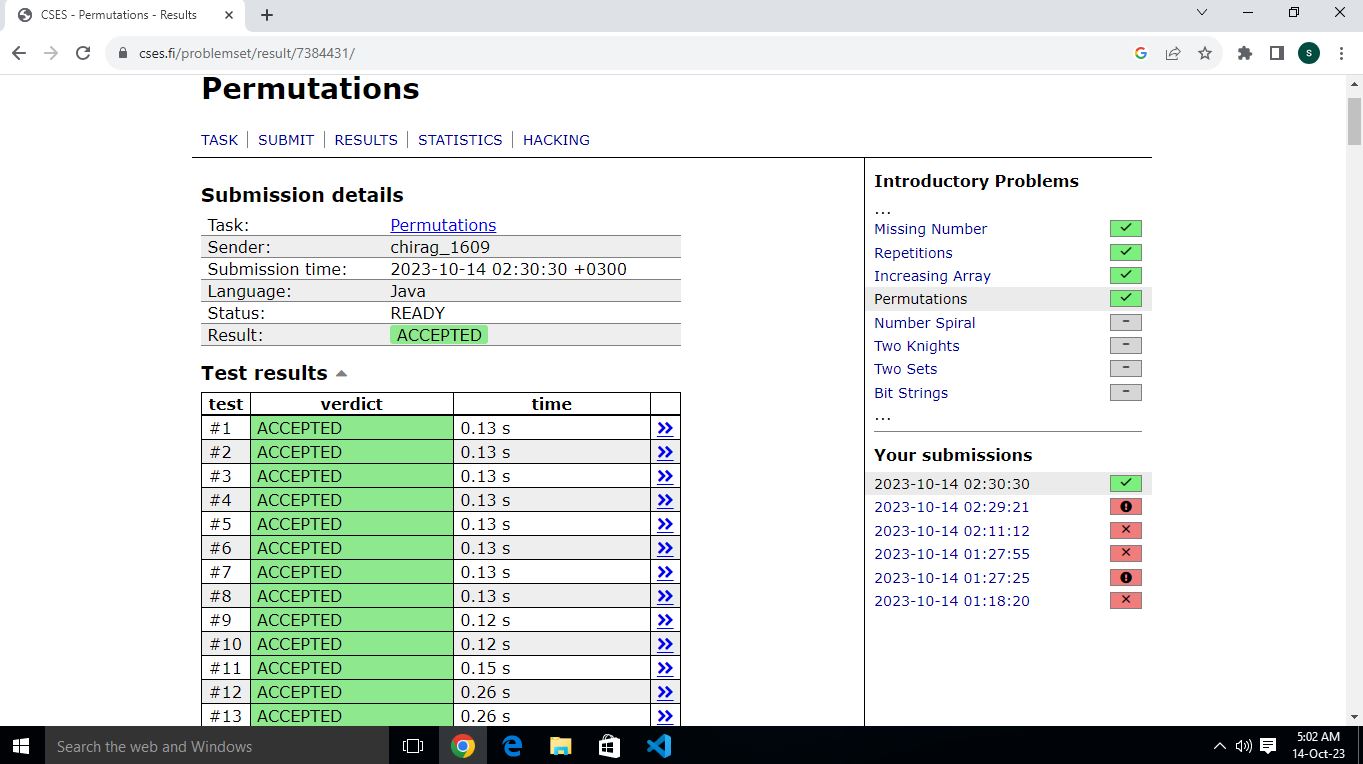 CSES - Permutations - Results
cses.fi/problemset/result/7384431/
G
S
Permutations
TASK SUBMIT RESULTS STATISTICS HACKING
Submission details
Task: Permutations
Sender: chirag_1609
Submission time: 2023-10-14 02:30:30 +0300
Language: Java
Status: READY
Result: ACCEPTED
Test results
test verdict time
#1 ACCEPTED 0.13 s >>
#2 ACCEPTED 0.13 s >>
#3 ACCEPTED 0.13 s >>
#4 ACCEPTED 0.13 s >>
#5 ACCEPTED 0.13 s >>
#6 ACCEPTED 0.13 s >>
#7 ACCEPTED 0.13 s >>
#8 ACCEPTED 0.13 s >>
#9 ACCEPTED 0.12 s >>
#10 ACCEPTED 0.12 s >>
#11 ACCEPTED 0.15 s >>
#12 ACCEPTED 0.26 s >>
#13 ACCEPTED 0.26 s >>
Introductory Problems
...
Missing Number
Repetitions
Increasing Array
Permutations
Number Spiral -
Two Knights -
Two Sets -
Bit Strings -
...
Your submissions
2023-10-14 02:30:30
2023-10-14 02:29:21
2023-10-14 02:11:12
2023-10-14 01:27:55
2023-10-14 01:27:25
2023-10-14 01:18:20
Search the web and Windows
5:02 AM
14-Oct-23